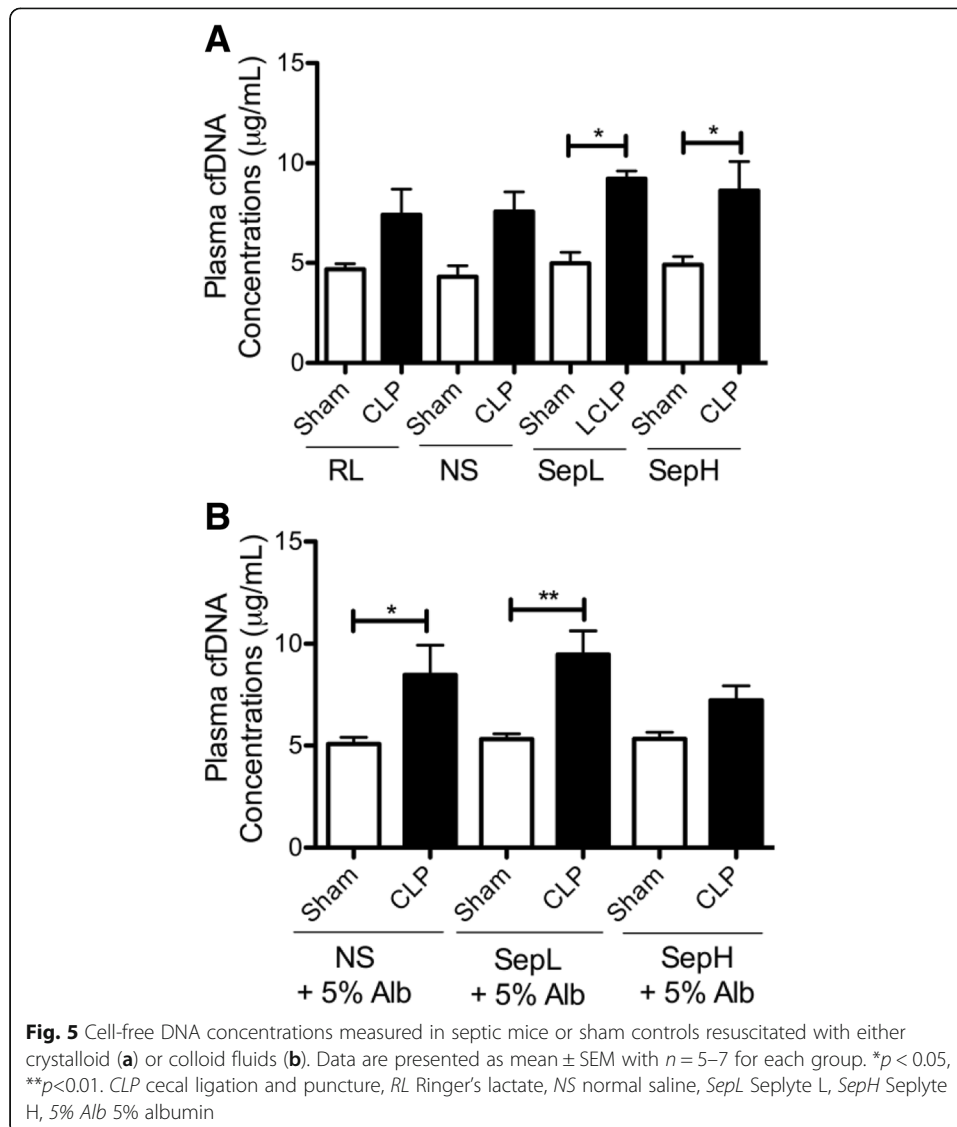 A
Plasma cfDNA
Concentrations (µg/mL)
15
10
5
0
* *
Sham CLP Sham CLP Sham LCLP Sham CLP
RL NS SepL SepH
B
Plasma cfDNA
Concentrations (µg/mL)
15
10
5
0
* **
Sham CLP Sham CLP Sham CLP
NS SepL SepH
+ 5% Alb + 5% Alb + 5% Alb
Fig. 5 Cell-free DNA concentrations measured in septic mice or sham controls resuscitated with either
crystalloid (a) or colloid fluids (b). Data are presented as mean ± SEM with n = 5–7 for each group. *p < 0.05,
**p<0.01. CLP cecal ligation and puncture, RL Ringer's lactate, NS normal saline, SepL Seplyte L, SepH Seplyte
H, 5% Alb 5% albumin